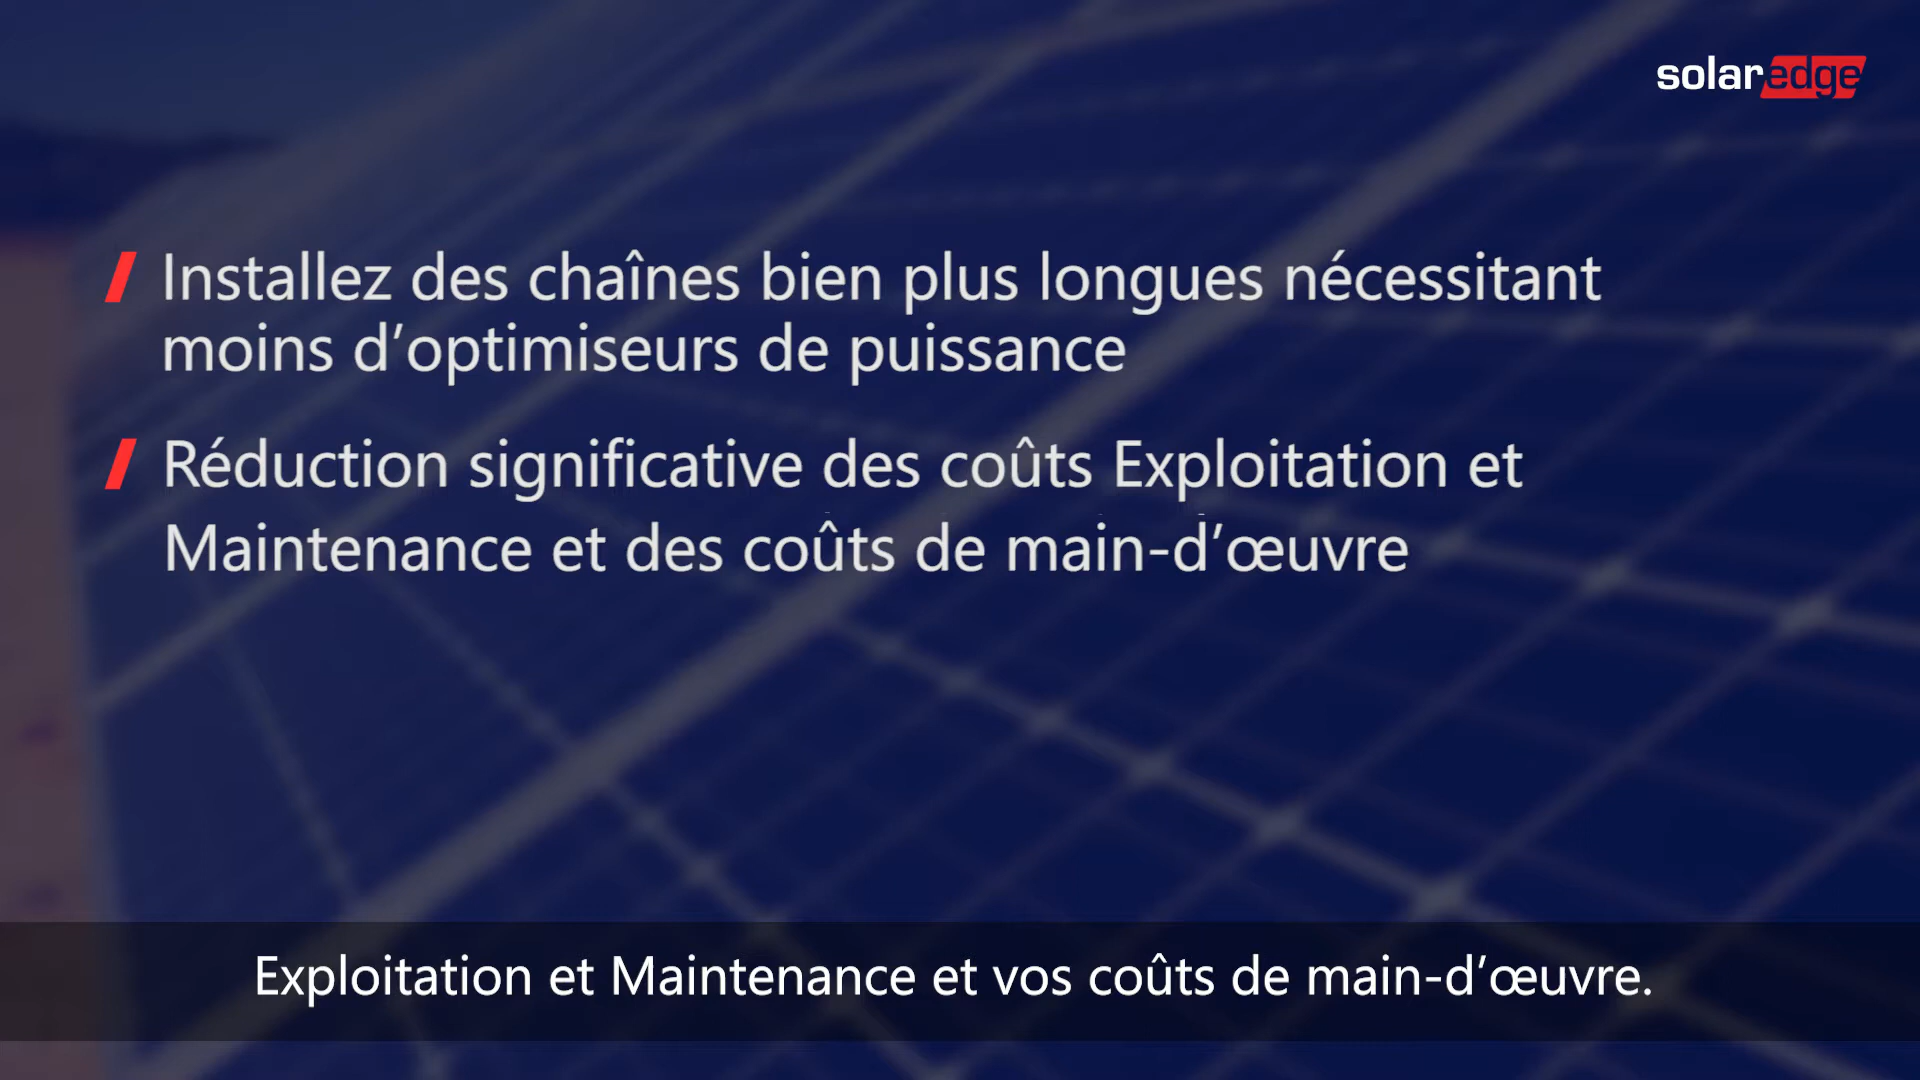 solaredge
Installez des chaînes bien plus longues nécessitant
moins d’optimiseurs de puissance
Réduction significative des coûts Exploitation et
Maintenance et des coûts de main-d’œuvre
Exploitation et Maintenance et vos coûts de main-d’œuvre.